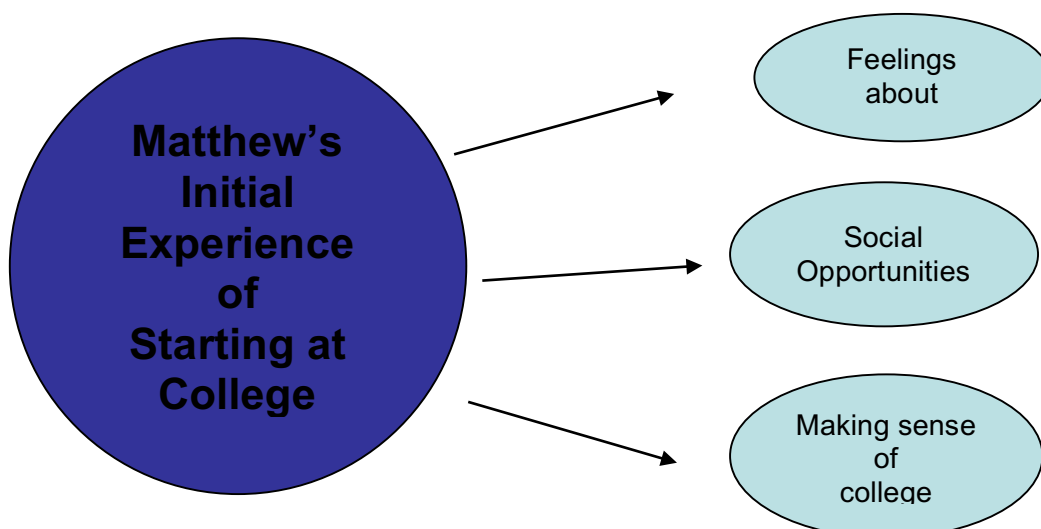 Matthew’s
Initial
Experience
of
Starting at
College
Feelings
about
Social
Opportunities
Making sense
of
college